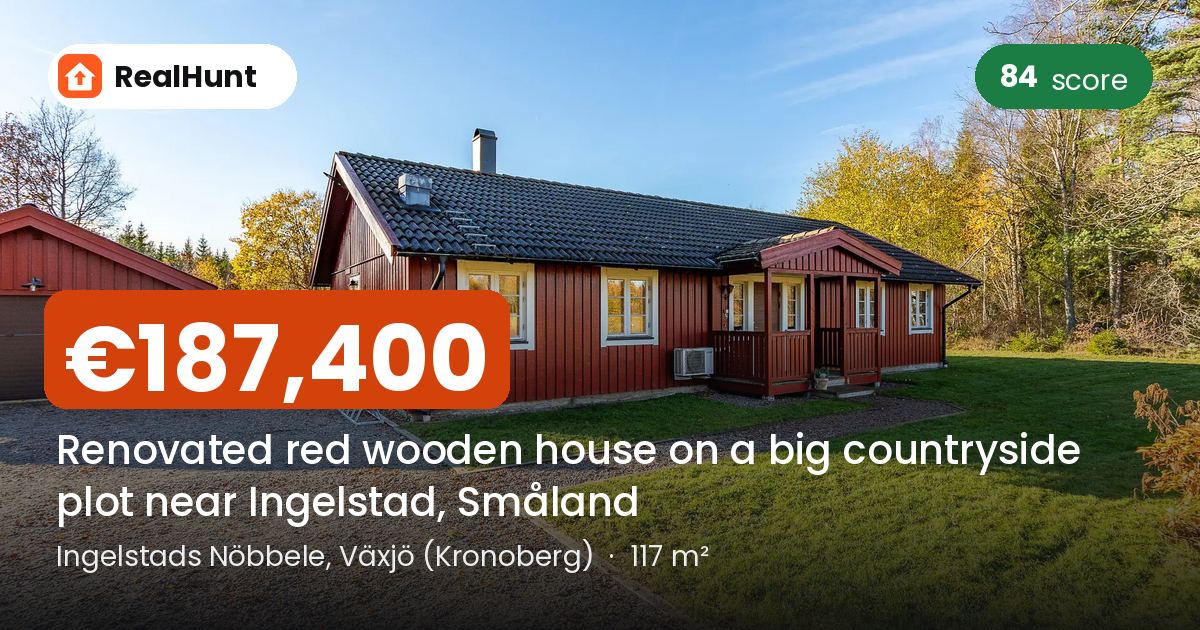 RealHunt
84 score
€187,400
Renovated red wooden house on a big countryside
plot near Ingelstad, Småland
Ingelstads Nöbbele, Växjö (Kronoberg) · 117 m²